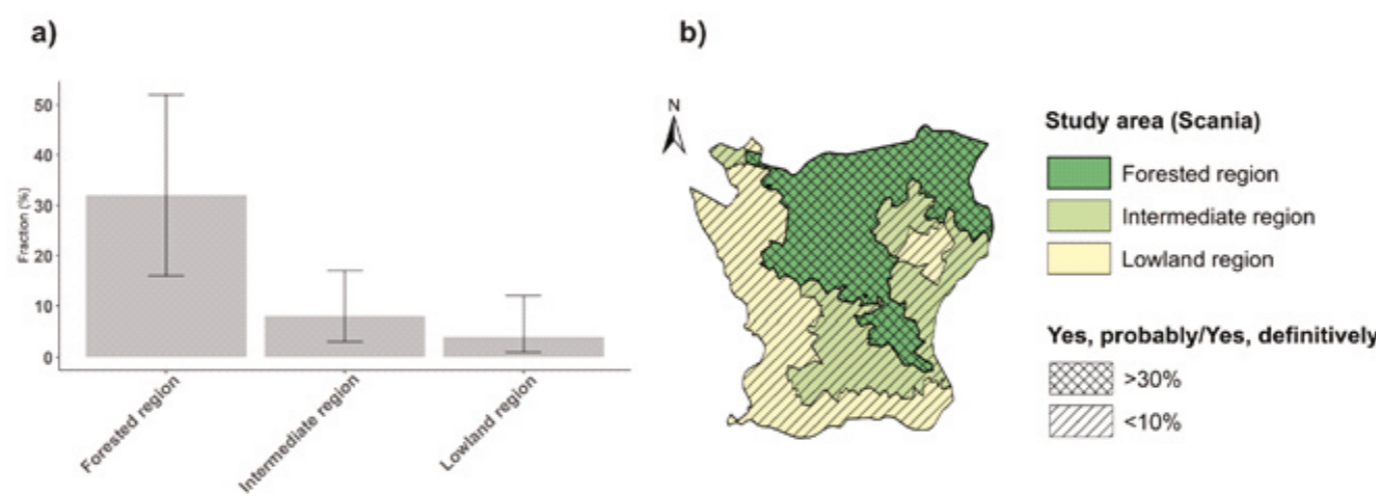 a)
50
40
30
20
10
0
Fraction (%)
Forested region
Intermediate region
Lowland region
b)
N
Study area (Scania)
Forested region
Intermediate region
Lowland region
Yes, probably/Yes, definitively
>30%
<10%